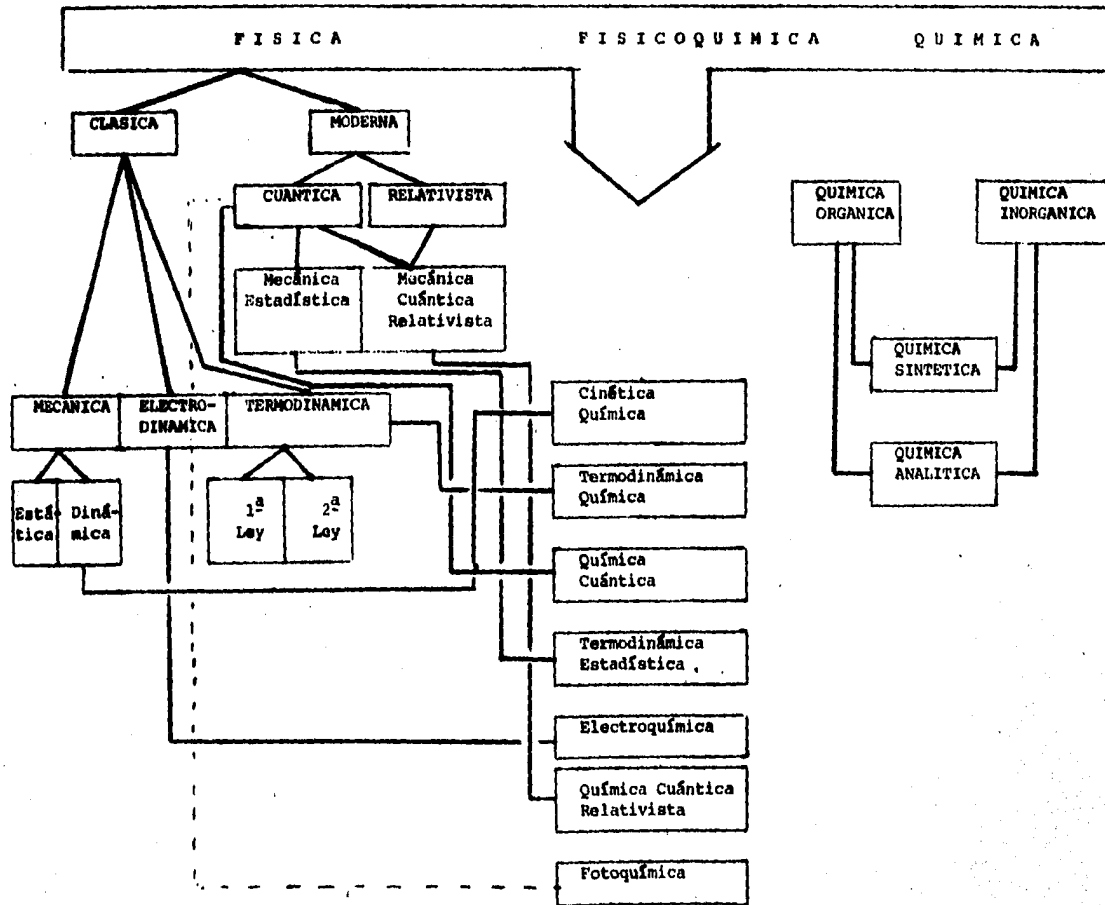 FISICA FISICOQUIMICA QUIMICA
CLASICA
MODERNA
CUANTICA
RELATIVISTA
QUIMICA
ORGANICA
QUIMICA
INORGANICA
Mecánica
Estadística
Mecánica
Cuántica
Relativista
QUIMICA
SINTETICA
MECANICA
ELECTRO-
DINAMICA
TERMODINAMICA
Cinética
Química
QUIMICA
ANALITICA
Está-
tica
Diná-
mica
1ª
Ley
2ª
Ley
Termodinámica
Química
Química
Cuántica
Termodinámica
Estadística
Electroquímica
Química Cuántica
Relativista
Fotoquímica